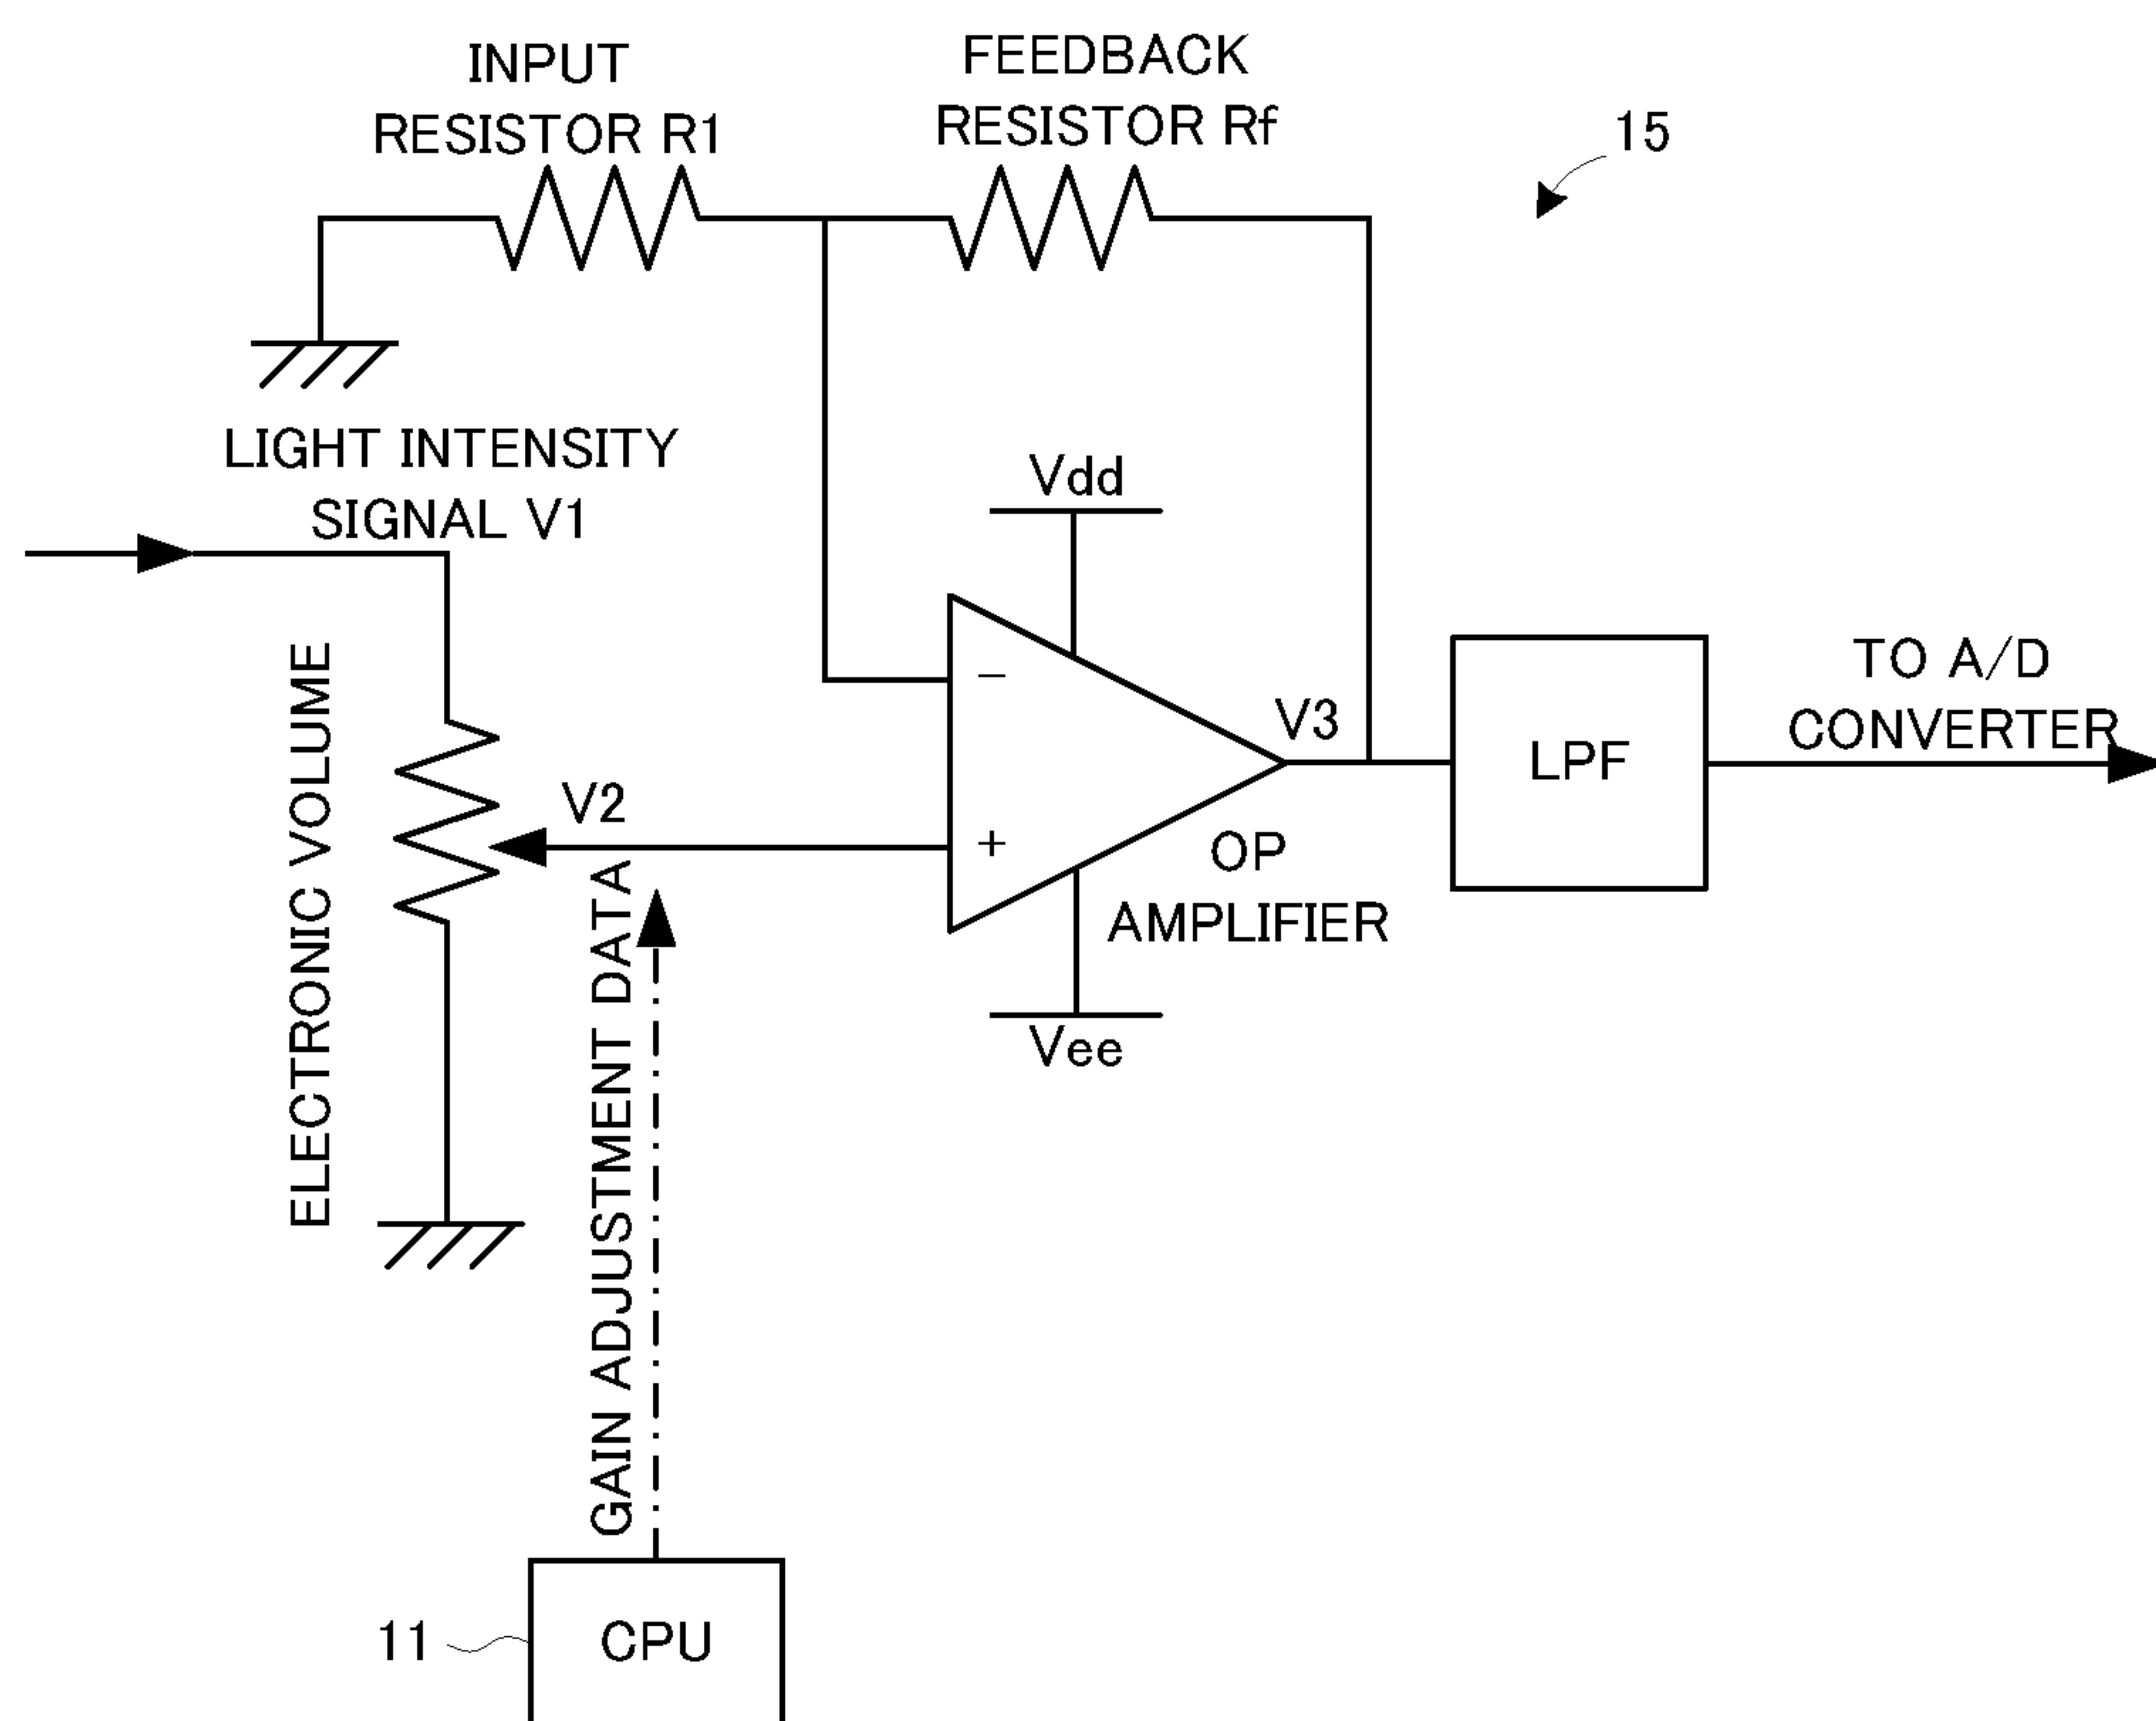 INPUT
RESISTOR R1
FEEDBACK
RESISTOR Rf
15
LIGHT INTENSITY
SIGNAL V1
Vdd
ELECTRONIC VOLUME
V2
−
+
V3
OP
AMPLIFIER
Vee
LPF
TO A/D
CONVERTER
GAIN ADJUSTMENT DATA
11
CPU